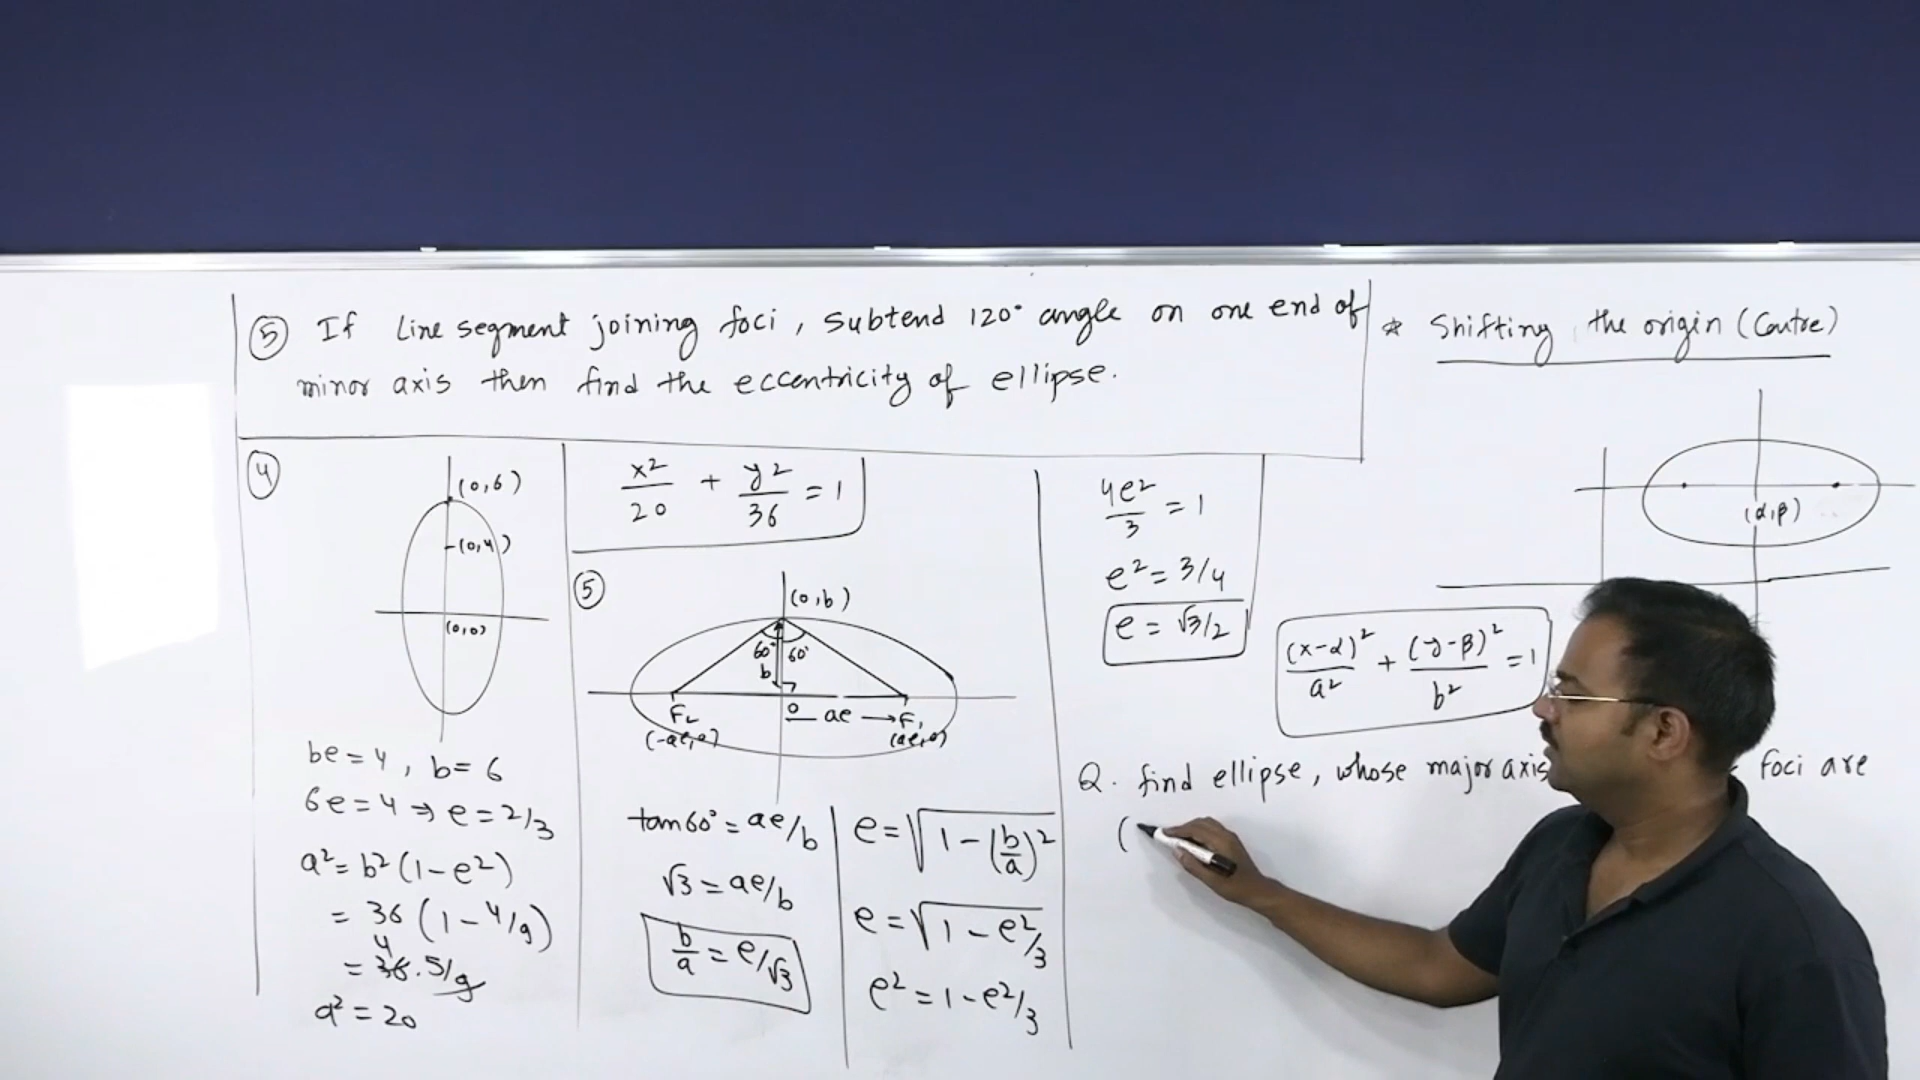 ⑤ If Line segment joining foci, subtend 120° angle on one end of
minor axis then find the eccentricity of ellipse.
④
(0,6)
(0,4)
(0,0)
be = 4, b = 6
6e = 4 ⇒ e = 2/3
a² = b² (1 - e²)
= 36 (1 - 4/9)
4
= 36 . 5/9
a² = 20
x²/20 + y²/36 = 1
⑤
(0,b)
60° 60°
b
F₂ O ae → F₁
(-ae,0) (ae,0)
tan60° = ae/b
√3 = ae/b
b/a = e/√3
e = √(1 - (b/a)²)
e = √(1 - e²/3)
e² = 1 - e²/3
4e²/3 = 1
e² = 3/4
e = √3/2
* Shifting the origin (Centre)
(α,β)
(x-α)²/a² + (y-β)²/b² = 1
Q. find ellipse, whose major axis foci are
(